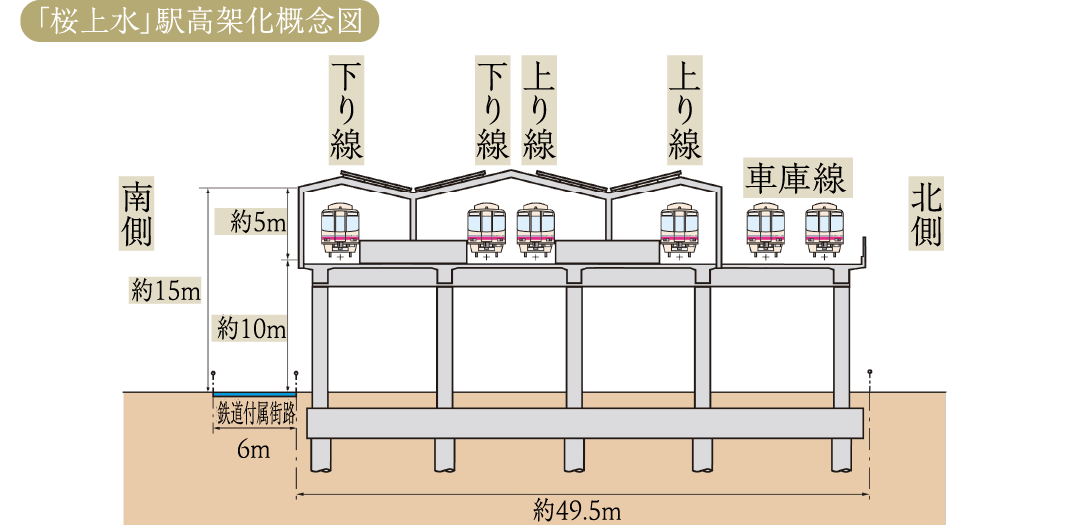 「桜上水」駅高架化概念図
下り線
下り線
上り線
上り線
車庫線
南側
北側
約5m
約15m
約10m
鉄道付属街路
6m
約49.5m